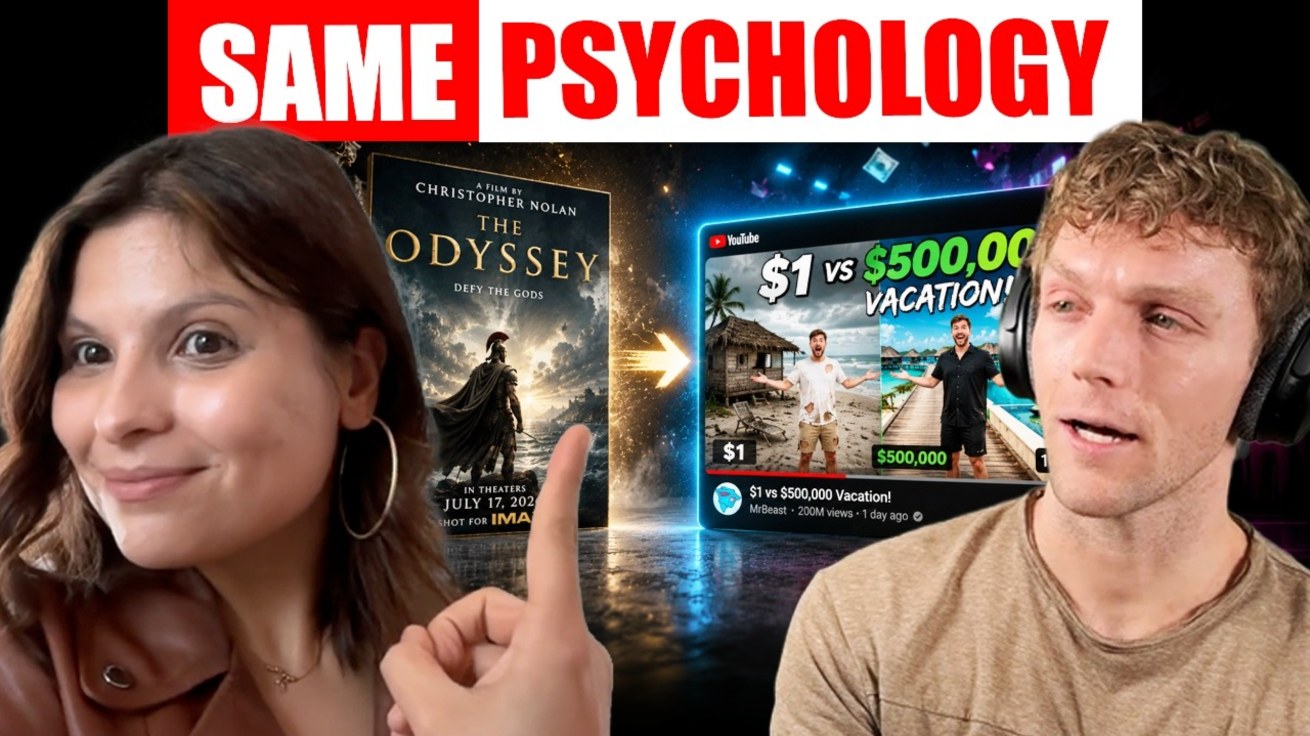 SAME PSYCHOLOGY
A FILM BY
CHRISTOPHER NOLAN
THE
ODYSSEY
DEFY THE GODS
IN THEATERS
JULY 17, 202
SHOT FOR IMA
YouTube
$1 VS $500,00
VACATION!
$1
$500,000
1
$1 vs $500,000 Vacation!
MrBeast • 200M views • 1 day ago